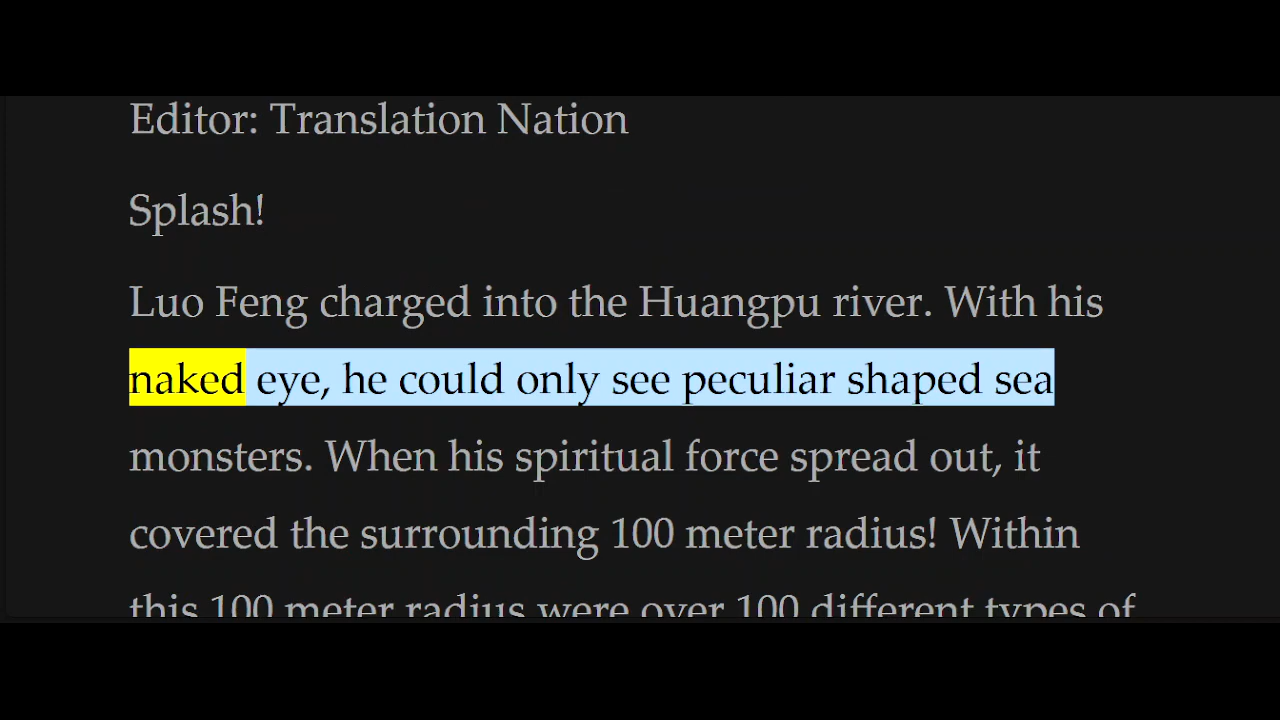 Editor: Translation Nation
Splash!
Luo Feng charged into the Huangpu river. With his
naked eye, he could only see peculiar shaped sea
monsters. When his spiritual force spread out, it
covered the surrounding 100 meter radius! Within
this 100 meter radius were over 100 different types of